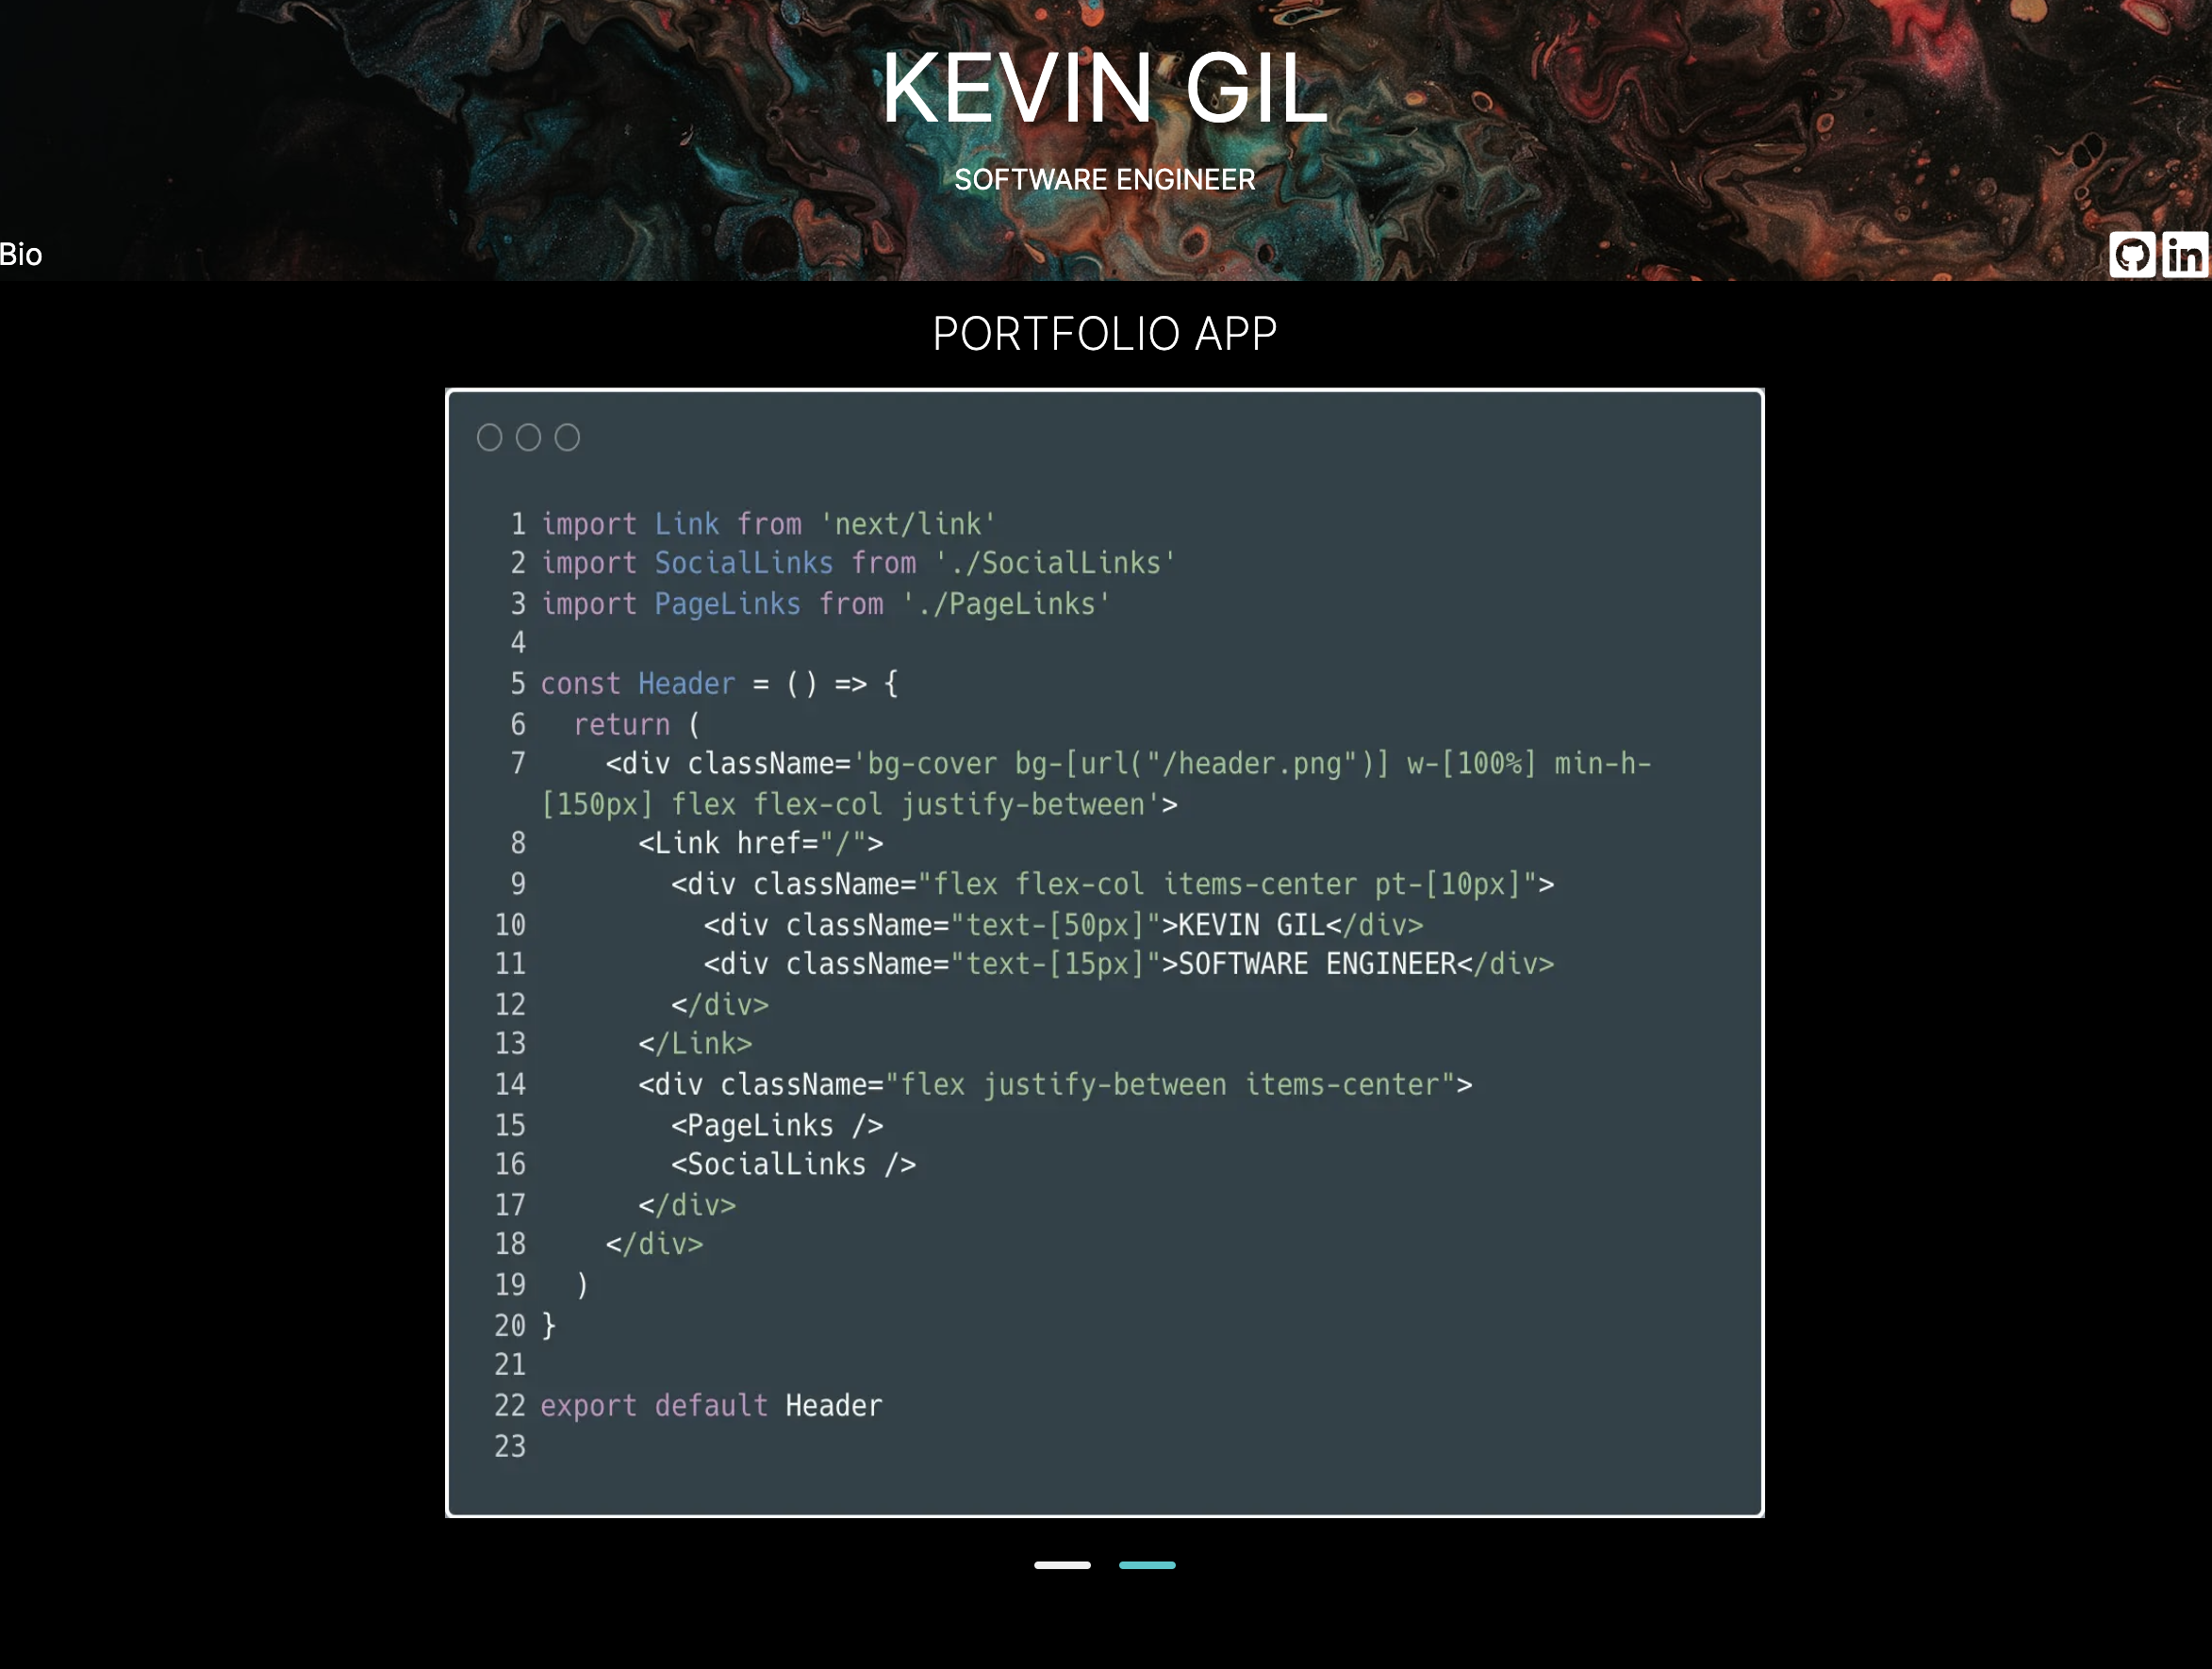 KEVIN GIL
SOFTWARE ENGINEER
Bio
in
PORTFOLIO APP
1 import Link from 'next/link'
2 import SocialLinks from './SocialLinks'
3 import PageLinks from './PageLinks'
4
5 const Header = () => {
6   return (
7     <div className='bg-cover bg-[url("/header.png")] w-[100%] min-h-
[150px] flex flex-col justify-between'>
8       <Link href="/">
9         <div className="flex flex-col items-center pt-[10px]">
10           <div className="text-[50px]">KEVIN GIL</div>
11           <div className="text-[15px]">SOFTWARE ENGINEER</div>
12         </div>
13       </Link>
14       <div className="flex justify-between items-center">
15         <PageLinks />
16         <SocialLinks />
17       </div>
18     </div>
19   )
20 }
21
22 export default Header
23